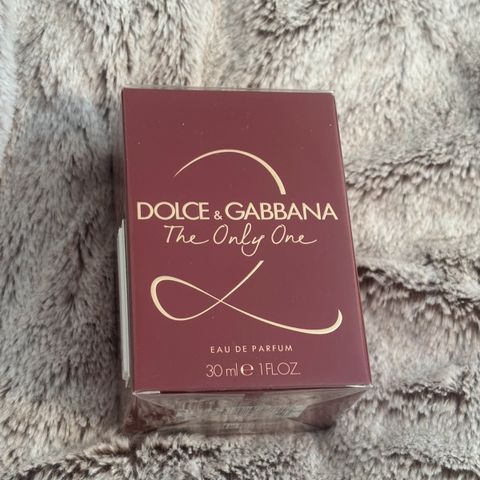 2
DOLCE & GABBANA
The Only One
EAU DE PARFUM
30 ml e 1 FL.OZ.